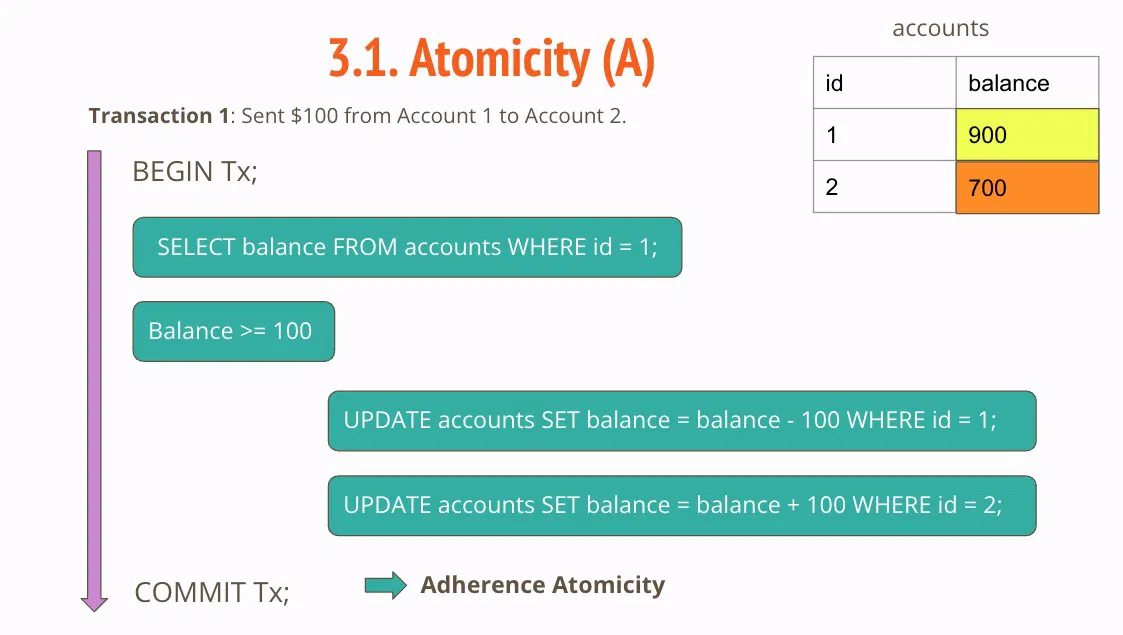 3.1. Atomicity (A)
accounts
id balance
1 900
2 700
Transaction 1: Sent $100 from Account 1 to Account 2.
BEGIN Tx;
SELECT balance FROM accounts WHERE id = 1;
Balance >= 100
UPDATE accounts SET balance = balance - 100 WHERE id = 1;
UPDATE accounts SET balance = balance + 100 WHERE id = 2;
COMMIT Tx;
Adherence Atomicity